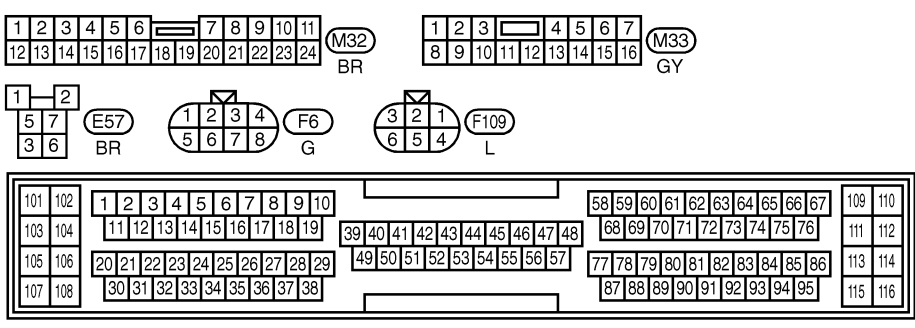 1 2 3 4 5 6 7 8 9 10 11
12 13 14 15 16 17 18 19 20 21 22 23 24
M32
BR
1 2 3 4 5 6 7
8 9 10 11 12 13 14 15 16
M33
GY
1 2
5 7
3 6
E57
BR
1 2 3 4
5 6 7 8
F6
G
3 2 1
6 5 4
F109
L
101 102
103 104
105 106
107 108
1 2 3 4 5 6 7 8 9 10
11 12 13 14 15 16 17 18 19
20 21 22 23 24 25 26 27 28 29
30 31 32 33 34 35 36 37 38
39 40 41 42 43 44 45 46 47 48
49 50 51 52 53 54 55 56 57
58 59 60 61 62 63 64 65 66 67
68 69 70 71 72 73 74 75 76
77 78 79 80 81 82 83 84 85 86
87 88 89 90 91 92 93 94 95
109 110
111 112
113 114
115 116